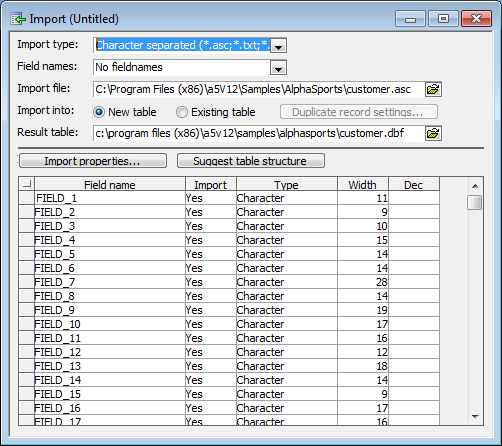 Import (Untitled)
Import type: Character separated (*.asc;*.txt;*.
Field names: No fieldnames
Import file: C:\Program Files (x86)\a5V12\Samples\AlphaSports\customer.asc
Import into: New table Existing table Duplicate record settings...
Result table: c:\program files (x86)\a5v12\samples\alphasports\customer.dbf
Import properties... Suggest table structure
Field name Import Type Width Dec
FIELD_1 Yes Character 11
FIELD_2 Yes Character 9
FIELD_3 Yes Character 10
FIELD_4 Yes Character 15
FIELD_5 Yes Character 14
FIELD_6 Yes Character 14
FIELD_7 Yes Character 28
FIELD_8 Yes Character 14
FIELD_9 Yes Character 19
FIELD_10 Yes Character 17
FIELD_11 Yes Character 16
FIELD_12 Yes Character 12
FIELD_13 Yes Character 18
FIELD_14 Yes Character 14
FIELD_15 Yes Character 9
FIELD_16 Yes Character 17
FIELD_17 Yes Character 16